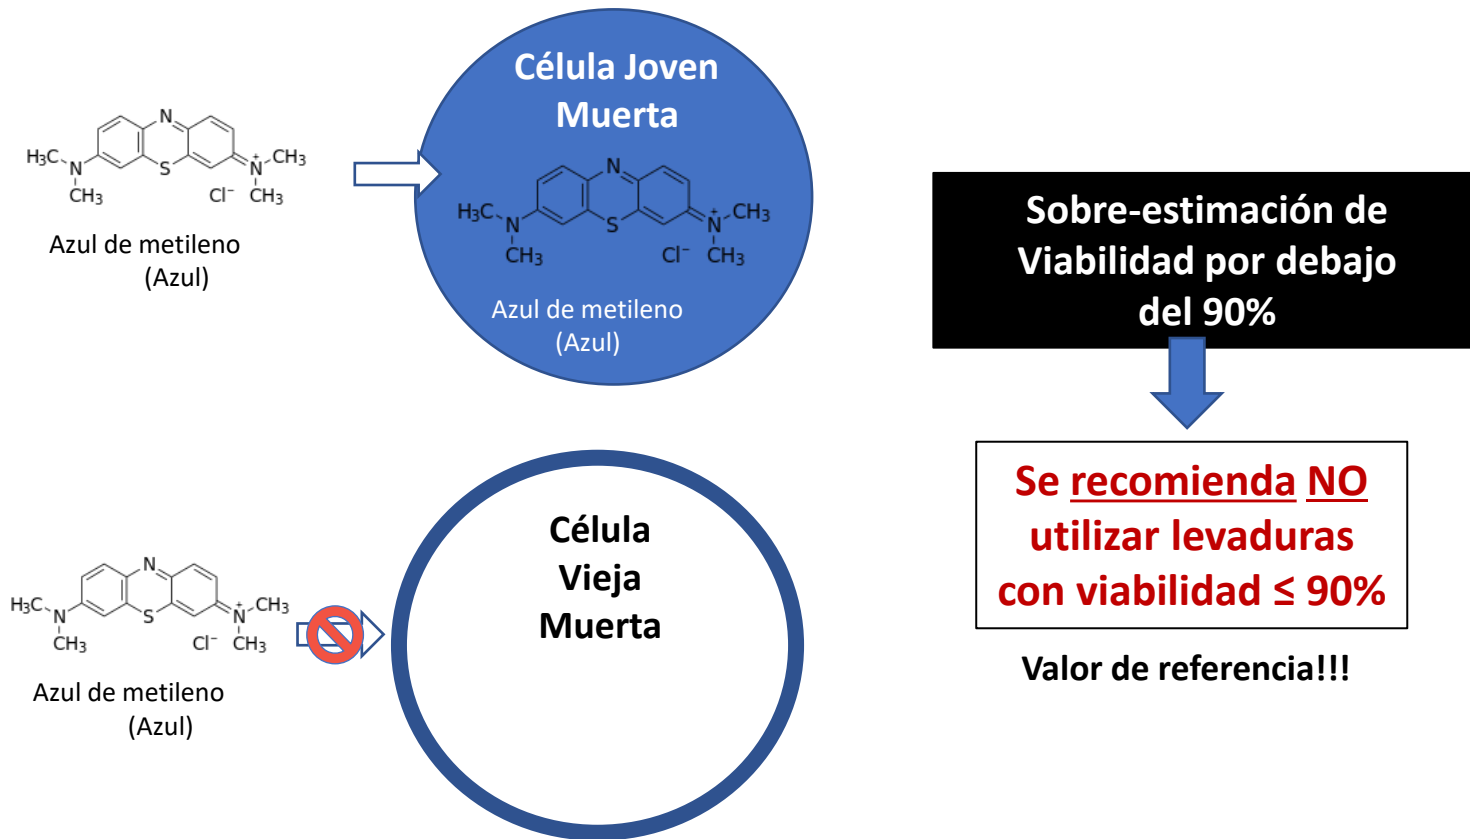 Célula Joven
Muerta
N
H₃C
N
CH₃
S
N⁺
CH₃
CH₃
Cl⁻
Azul de metileno
(Azul)
N
H₃C
N
CH₃
S
N⁺
CH₃
CH₃
Cl⁻
Azul de metileno
(Azul)
Sobre-estimación de
Viabilidad por debajo
del 90%
Se recomienda NO
utilizar levaduras
con viabilidad ≤ 90%
Valor de referencia!!!
Célula
Vieja
Muerta
N
H₃C
N
CH₃
S
N⁺
CH₃
CH₃
Cl⁻
Azul de metileno
(Azul)